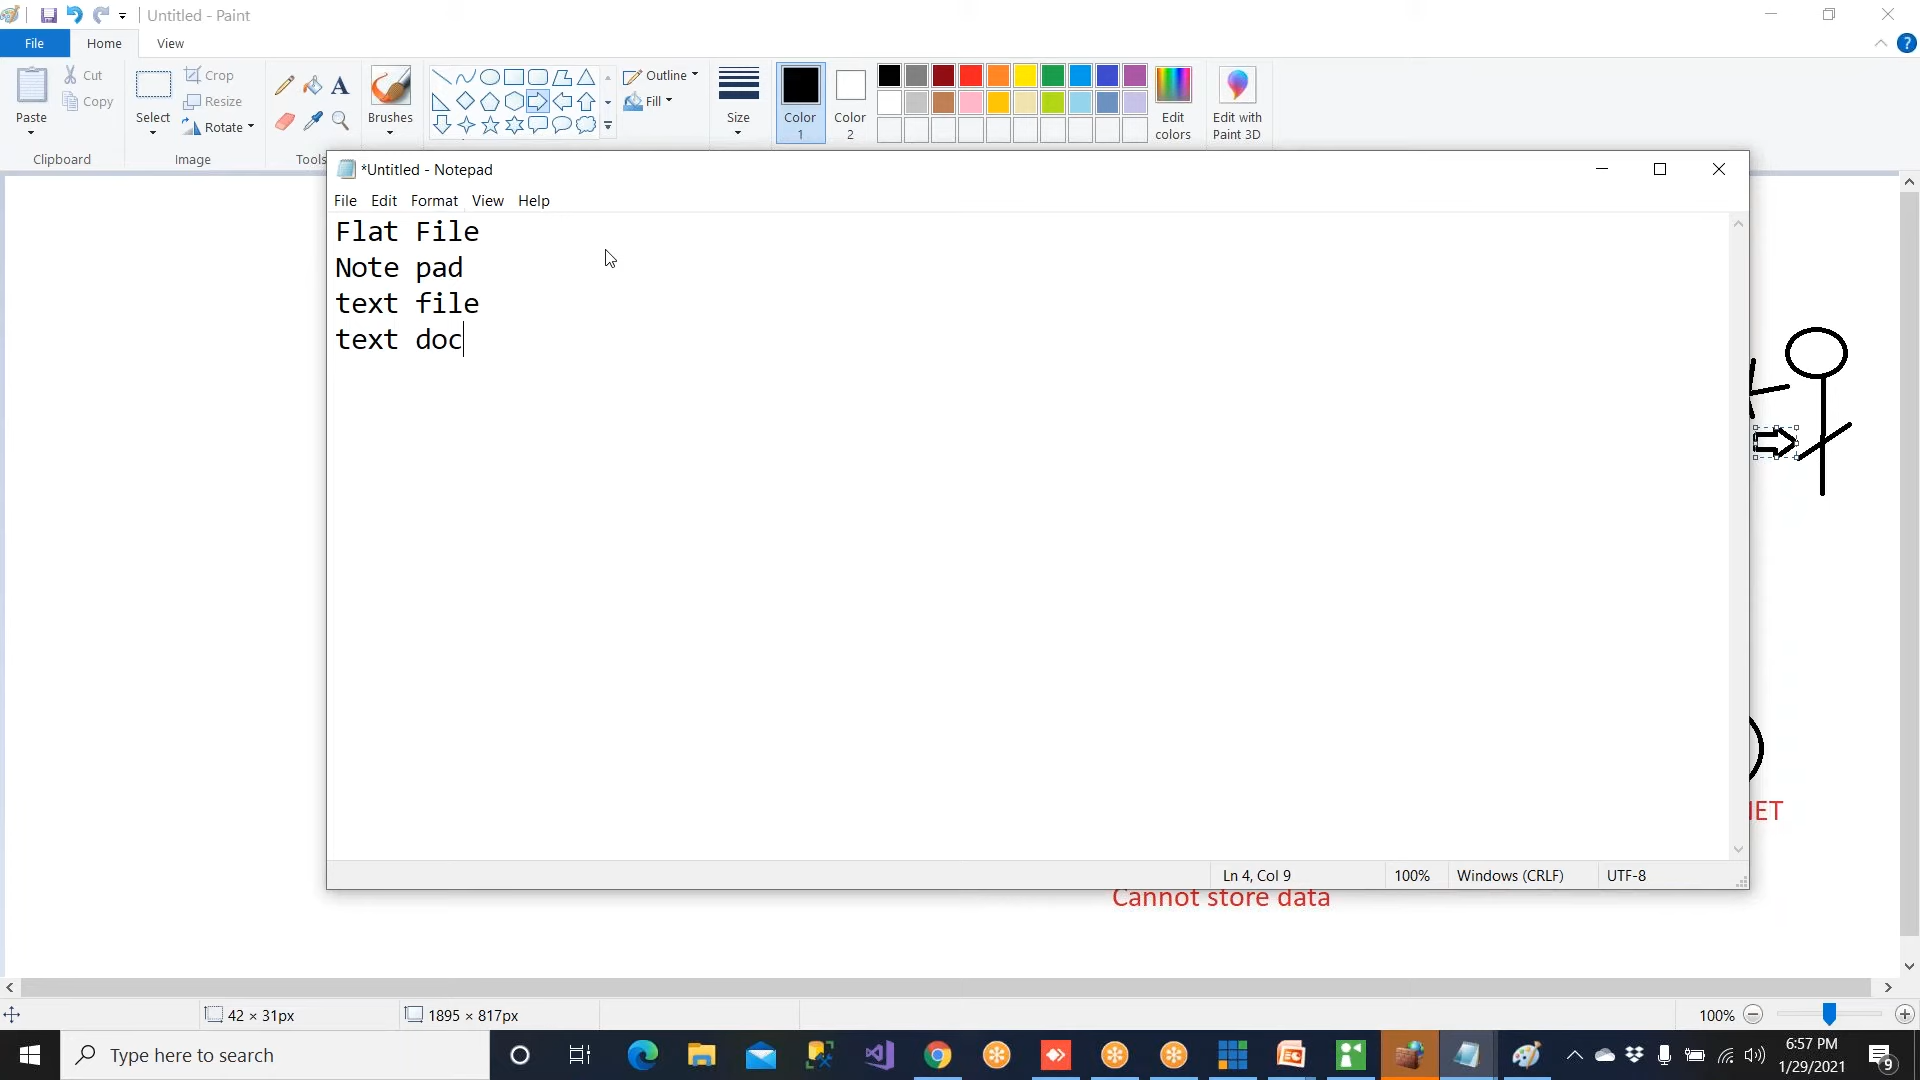 Untitled - Paint
File Home View
Paste
Cut
Copy
Clipboard
Select
Crop
Resize
Rotate
Image
Tools
Brushes
Outline
Fill
Size
Color 1
Color 2
Edit colors
Edit with Paint 3D
*Untitled - Notepad
File Edit Format View Help
Flat File
Note pad
text file
text doc
Ln 4, Col 9 100% Windows (CRLF) UTF-8
Cannot store data
42 × 31px 1895 × 817px 100%
Type here to search
6:57 PM
1/29/2021
9